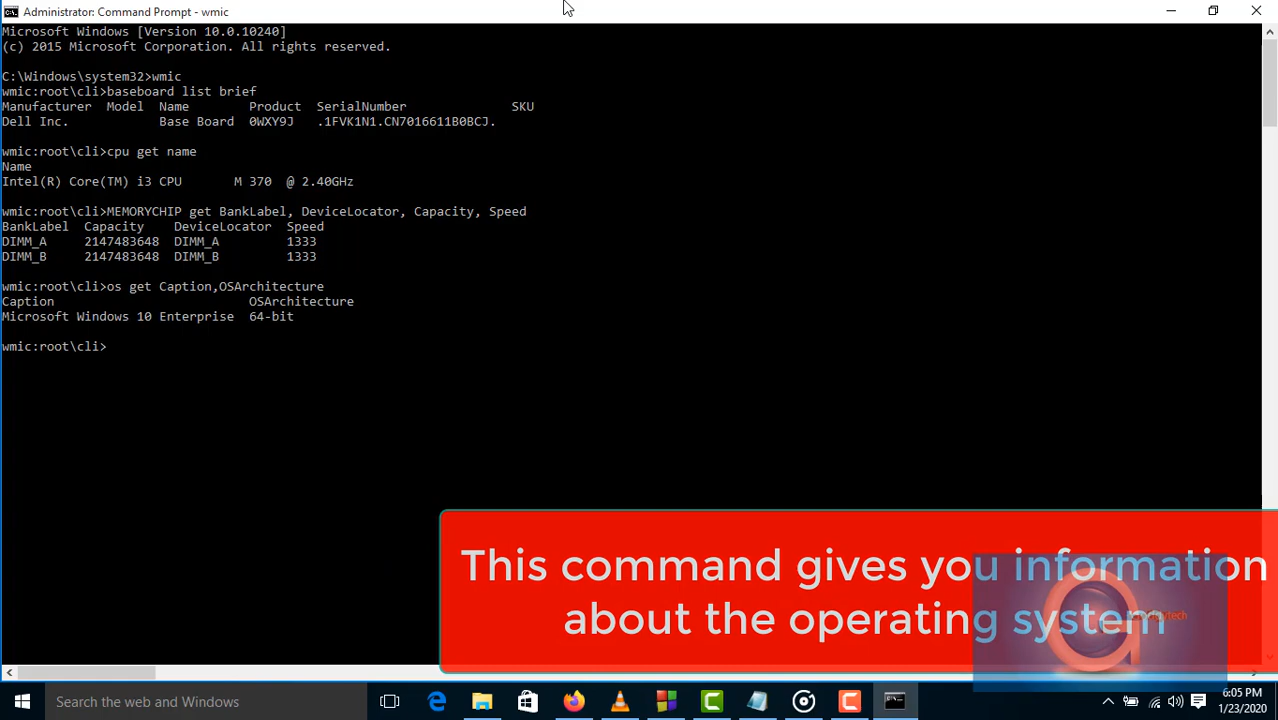 Administrator: Command Prompt - wmic
Microsoft Windows [Version 10.0.10240]
(c) 2015 Microsoft Corporation. All rights reserved.
C:\Windows\system32>wmic
wmic:root\cli>baseboard list brief
Manufacturer Model Name Product SerialNumber SKU
Dell Inc. Base Board 0WXY9J .1FVK1N1.CN7016611B0BCJ.
wmic:root\cli>cpu get name
Name
Intel(R) Core(TM) i3 CPU M 370 @ 2.40GHz
wmic:root\cli>MEMORYCHIP get BankLabel, DeviceLocator, Capacity, Speed
BankLabel Capacity DeviceLocator Speed
DIMM_A 2147483648 DIMM_A 1333
DIMM_B 2147483648 DIMM_B 1333
wmic:root\cli>os get Caption,OSArchitecture
Caption OSArchitecture
Microsoft Windows 10 Enterprise 64-bit
wmic:root\cli>
This command gives you information
about the operating system
Search the web and Windows
6:05 PM
1/23/2020